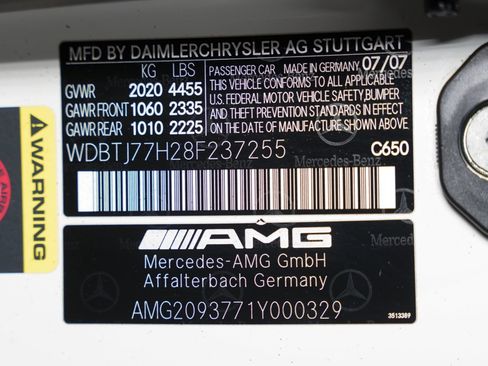 MFD BY DAIMLERCHRYSLER AG STUTTGART
KG LBS PASSENGER CAR MADE IN GERMANY 07/07
GVWR 2020 4455 THIS VEHICLE CONFORMS TO ALL APPLICABLE
GAWR FRONT 1060 2335 U.S. FEDERAL MOTOR VEHICLE SAFETY, BUMPER
GAWR REAR 1010 2225 AND THEFT PREVENTION STANDARDS IN EFFECT
ON THE DATE OF MANUFACTURE SHOWN ABOVE
WDBTJ77H28F237255 C650
Mercedes-Benz
WARNING
AMG
Mercedes-AMG GmbH
Affalterbach Germany
AMG2093771Y000329
3513389